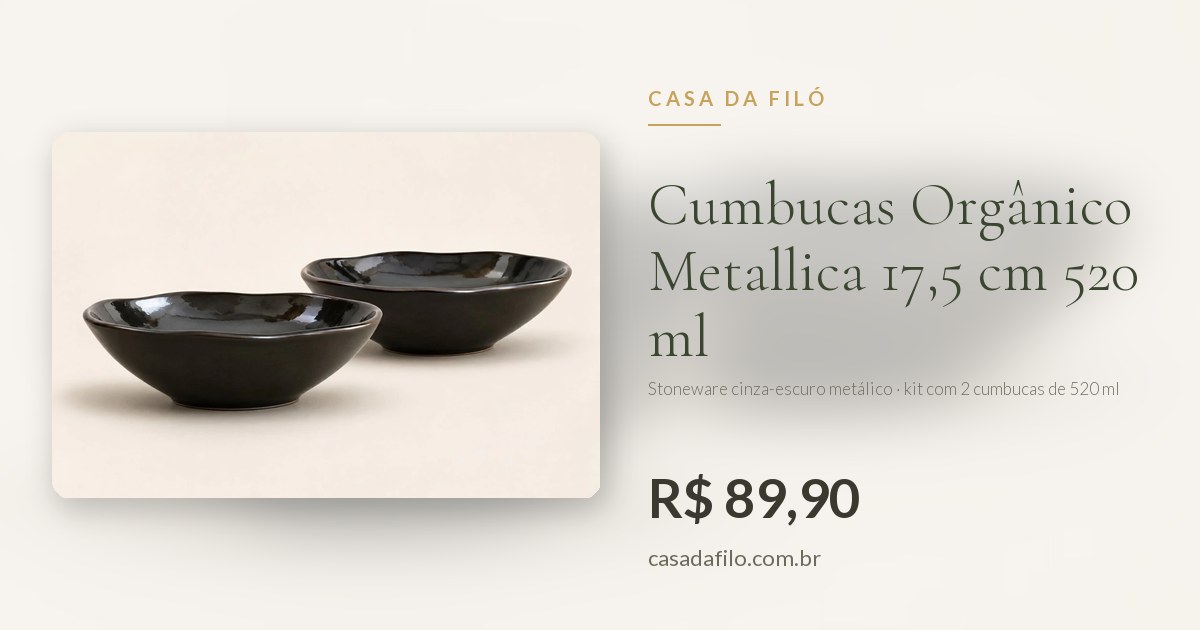 CASA DA FILÓ
Cumbucas Orgânico
Metallica 17,5 cm 520
ml
Stoneware cinza-escuro metálico · kit com 2 cumbucas de 520 ml
R$ 89,90
casadafilo.com.br